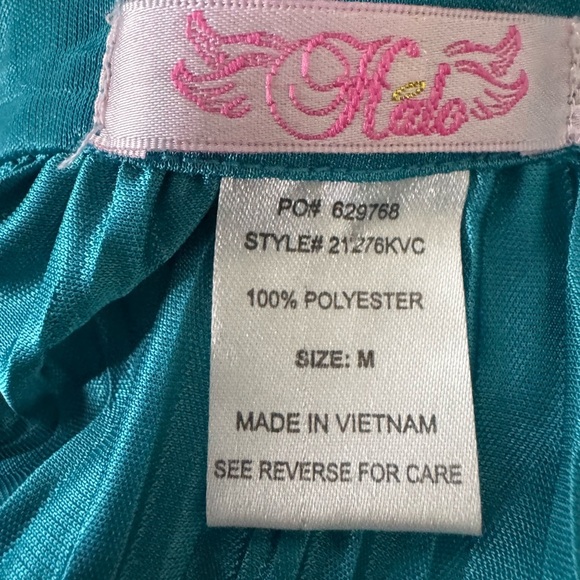 Halo
PO# 629768
STYLE# 21276KVC
100% POLYESTER
SIZE: M
MADE IN VIETNAM
SEE REVERSE FOR CARE